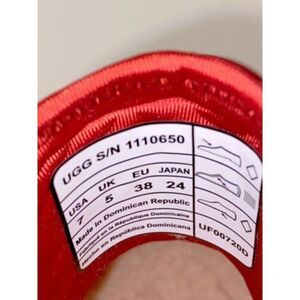 UGG S/N 1110650
USA UK EU JAPAN
7 5 38 24
Made in Dominican Republic
Fabriqué en la République Dominicaine
Hecho en República Dominicana
UF00720D